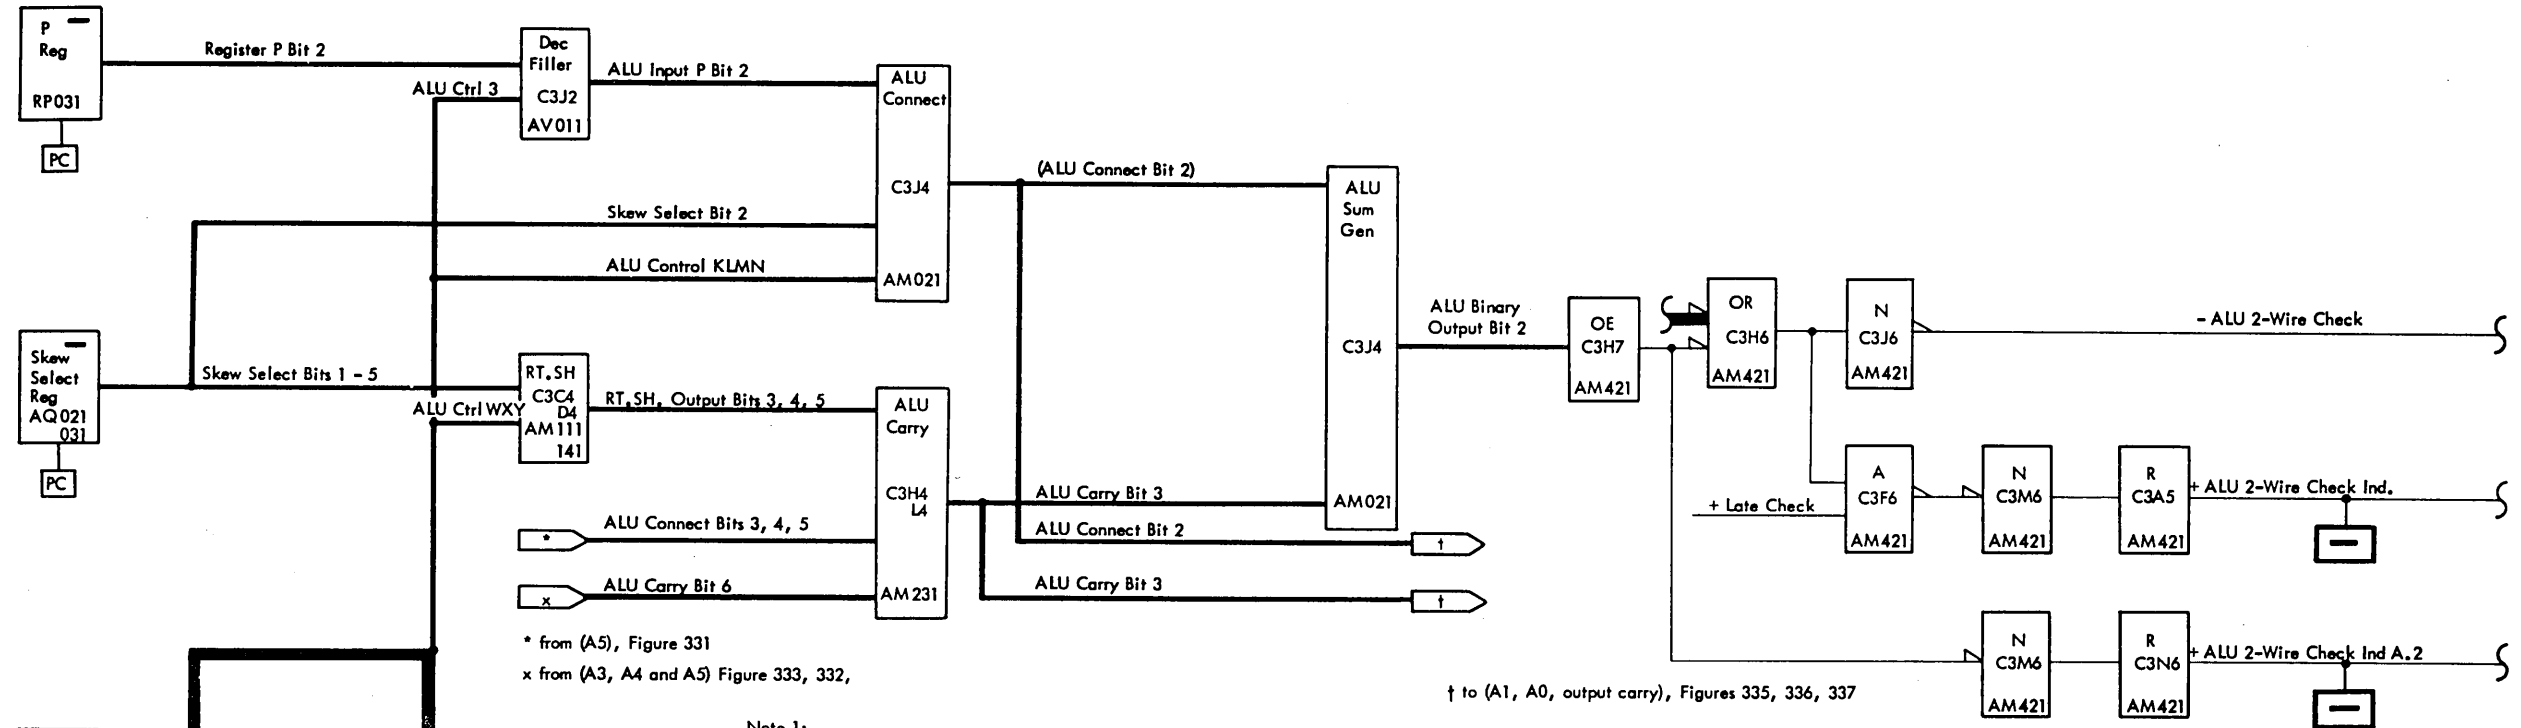 P
Reg
RP031
PC
Register P Bit 2
ALU Ctrl 3
Dec
Filler
C3J2
AV011
ALU Input P Bit 2
ALU
Connect
C3J4
AM021
Skew Select Bit 2
ALU Control KLMN
Skew
Select
Reg
AQ021
031
PC
Skew Select Bits 1 - 5
ALU Ctrl WXY
RT.SH
C3C4
D4
AM111
141
RT.SH. Output Bits 3, 4, 5
ALU
Carry
C3H4
L4
AM231
* ALU Connect Bits 3, 4, 5
x ALU Carry Bit 6
* from (A5), Figure 331
x from (A3, A4 and A5) Figure 333, 332,
Note 1:
(ALU Connect Bit 2)
ALU Carry Bit 3
ALU Connect Bit 2 †
ALU Carry Bit 3 †
ALU
Sum
Gen
C3J4
AM021
ALU Binary
Output Bit 2
OE
C3H7
AM421
OR
C3H6
AM421
N
C3J6
AM421
- ALU 2-Wire Check
+ Late Check
A
C3F6
AM421
N
C3M6
AM421
R
C3A5
AM421
+ ALU 2-Wire Check Ind.
N
C3M6
AM421
R
C3N6
AM421
+ ALU 2-Wire Check Ind A.2
† to (A1, A0, output carry), Figures 335, 336, 337